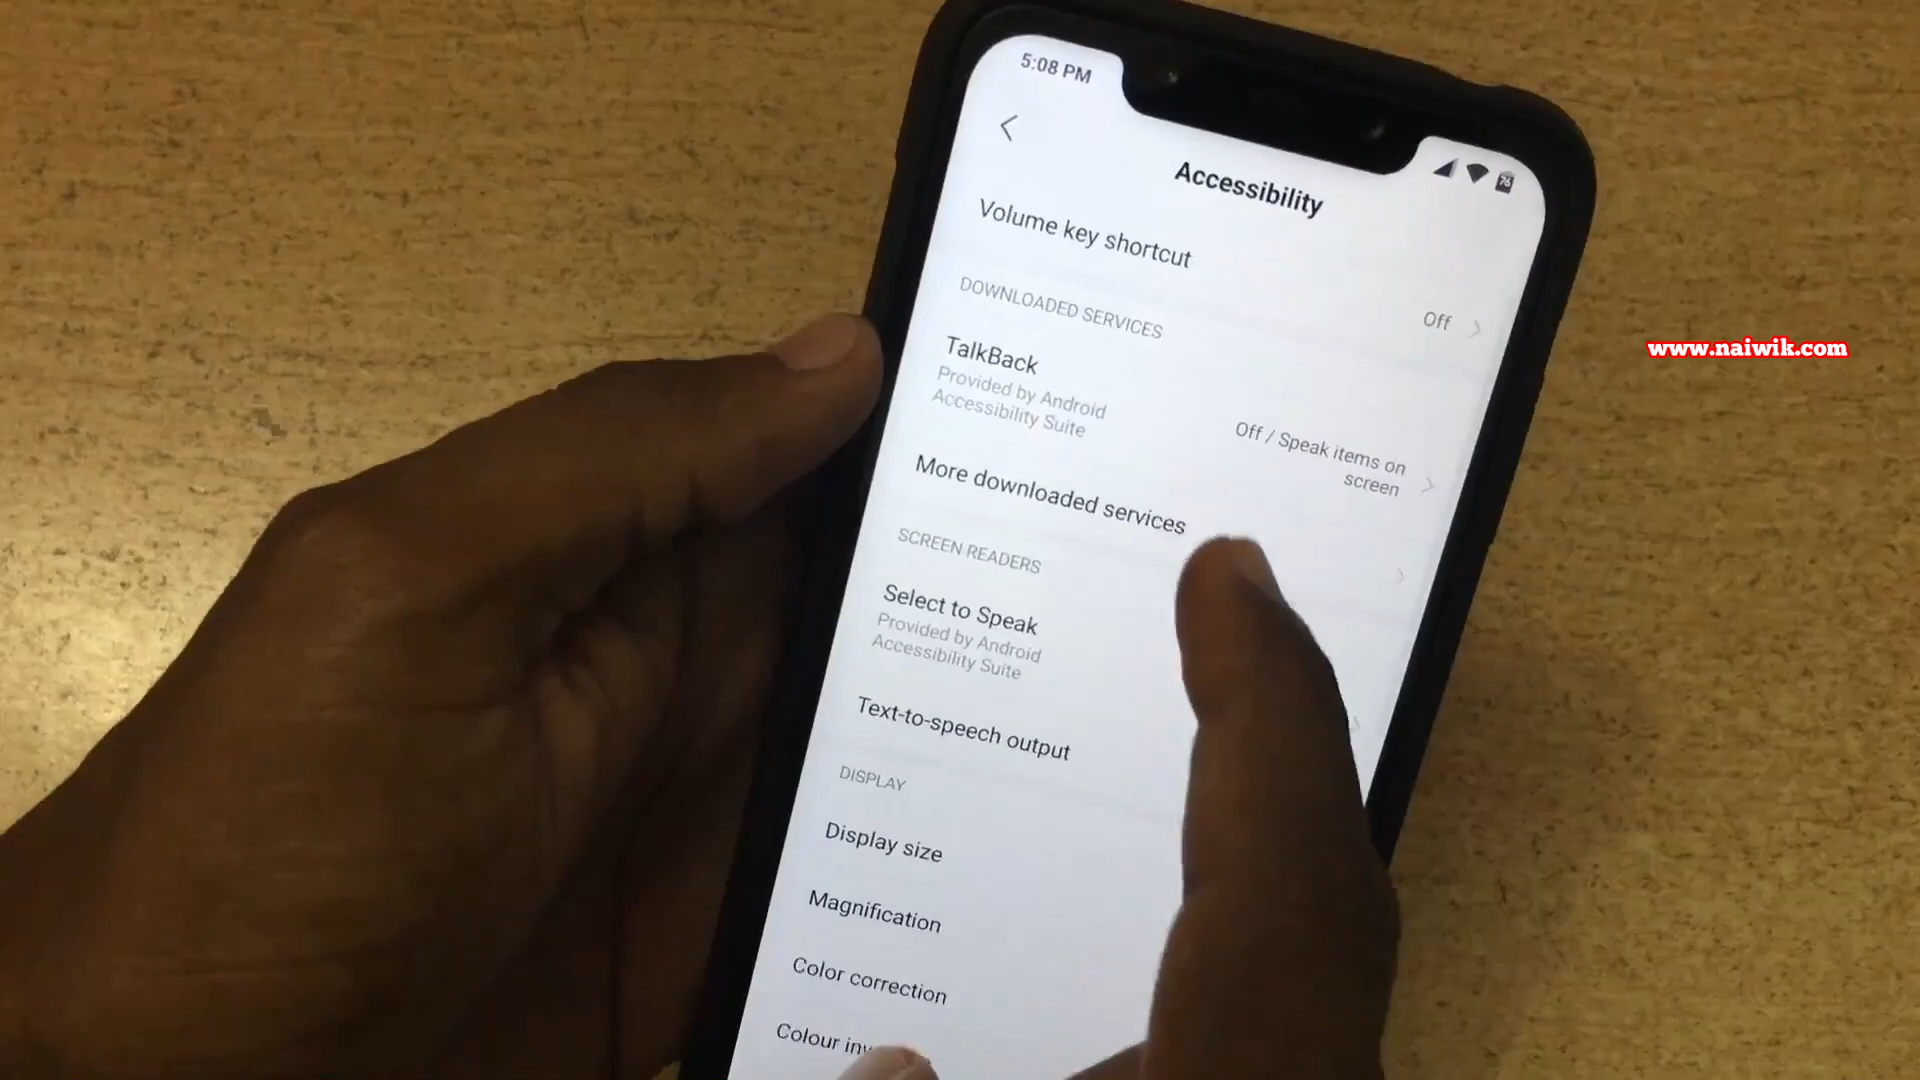 5:08 PM
76
Accessibility
Volume key shortcut
Off
DOWNLOADED SERVICES
TalkBack
Provided by Android
Accessibility Suite
Off / Speak items on
screen
More downloaded services
SCREEN READERS
Select to Speak
Provided by Android
Accessibility Suite
Text-to-speech output
DISPLAY
Display size
Magnification
Color correction
Colour
www.naiwik.com